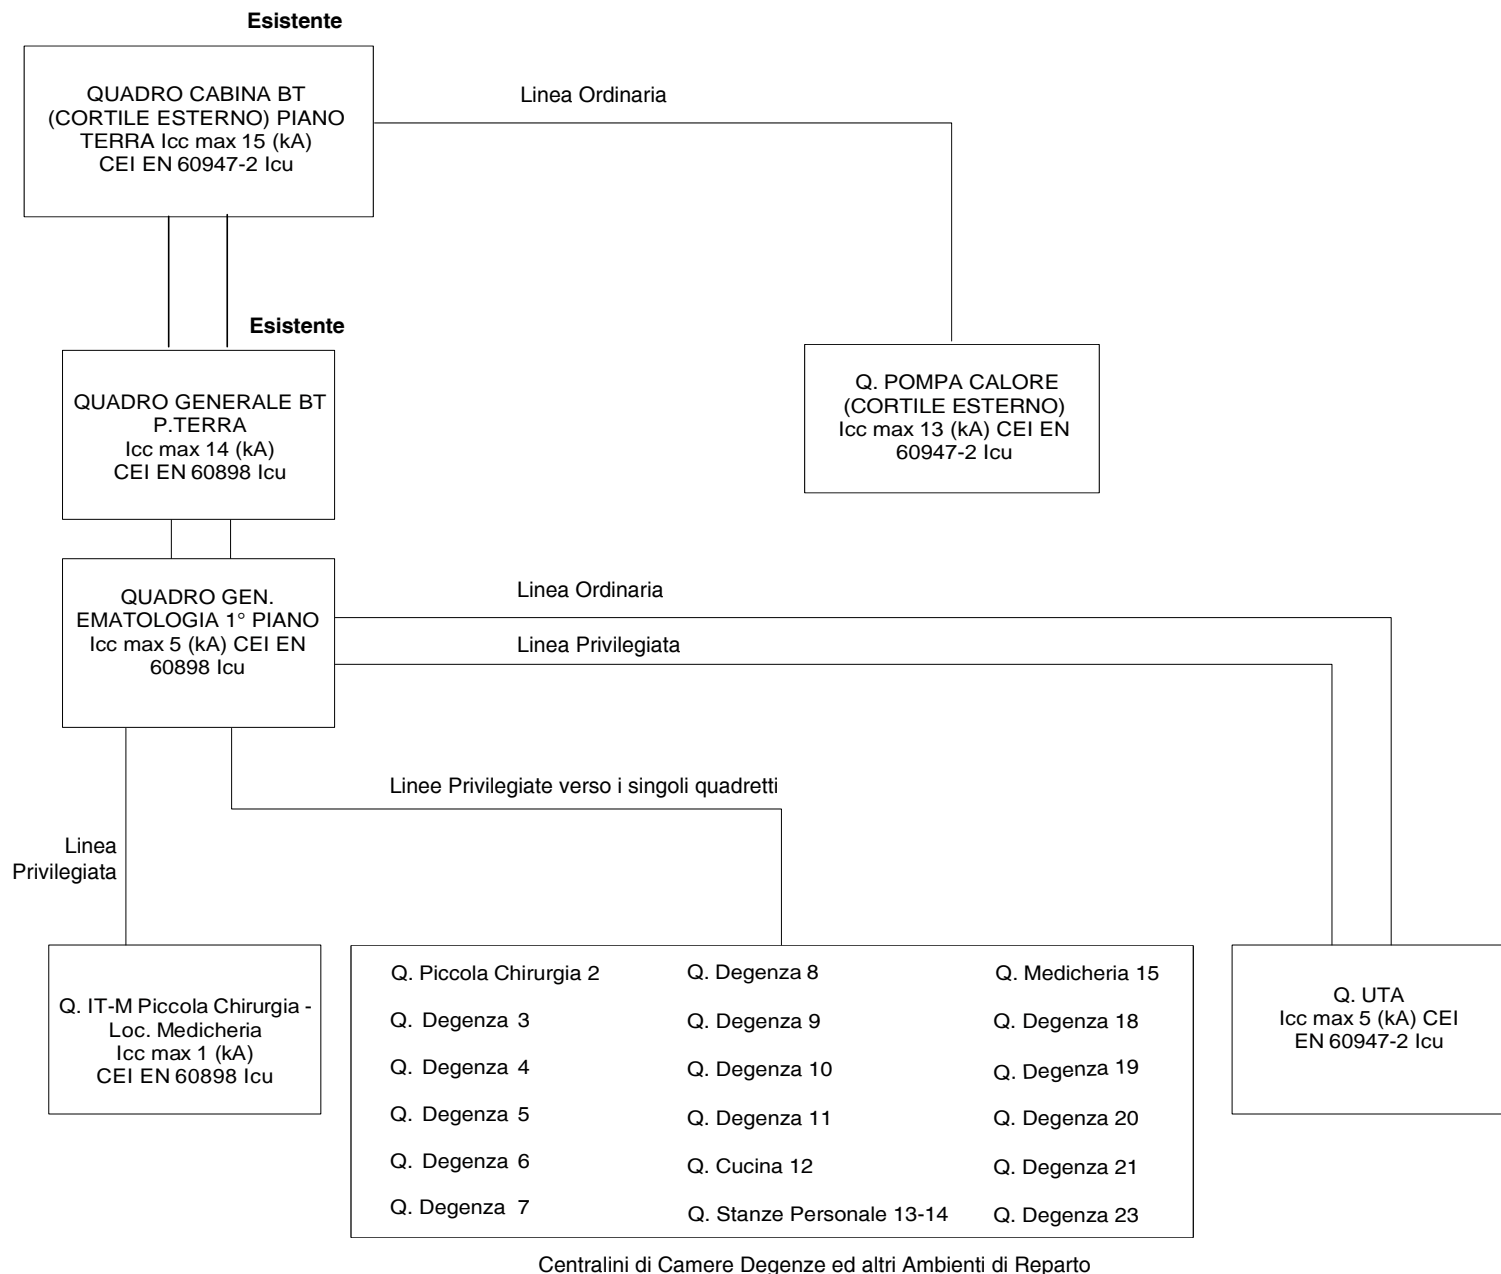 Esistente
QUADRO CABINA BT
(CORTILE ESTERNO) PIANO
TERRA Icc max 15 (kA)
CEI EN 60947-2 Icu
Linea Ordinaria
Esistente
QUADRO GENERALE BT
P.TERRA
Icc max 14 (kA)
CEI EN 60898 Icu
Q. POMPA CALORE
(CORTILE ESTERNO)
Icc max 13 (kA) CEI EN
60947-2 Icu
QUADRO GEN.
EMATOLOGIA 1° PIANO
Icc max 5 (kA) CEI EN
60898 Icu
Linea Ordinaria
Linea Privilegiata
Linee Privilegiate verso i singoli quadretti
Linea
Privilegiata
Q. IT-M Piccola Chirurgia -
Loc. Medicheria
Icc max 1 (kA)
CEI EN 60898 Icu
Q. Piccola Chirurgia 2
Q. Degenza 3
Q. Degenza 4
Q. Degenza 5
Q. Degenza 6
Q. Degenza 7
Q. Degenza 8
Q. Degenza 9
Q. Degenza 10
Q. Degenza 11
Q. Cucina 12
Q. Stanze Personale 13-14
Q. Medicheria 15
Q. Degenza 18
Q. Degenza 19
Q. Degenza 20
Q. Degenza 21
Q. Degenza 23
Q. UTA
Icc max 5 (kA) CEI
EN 60947-2 Icu
Centralini di Camere Degenze ed altri Ambienti di Reparto